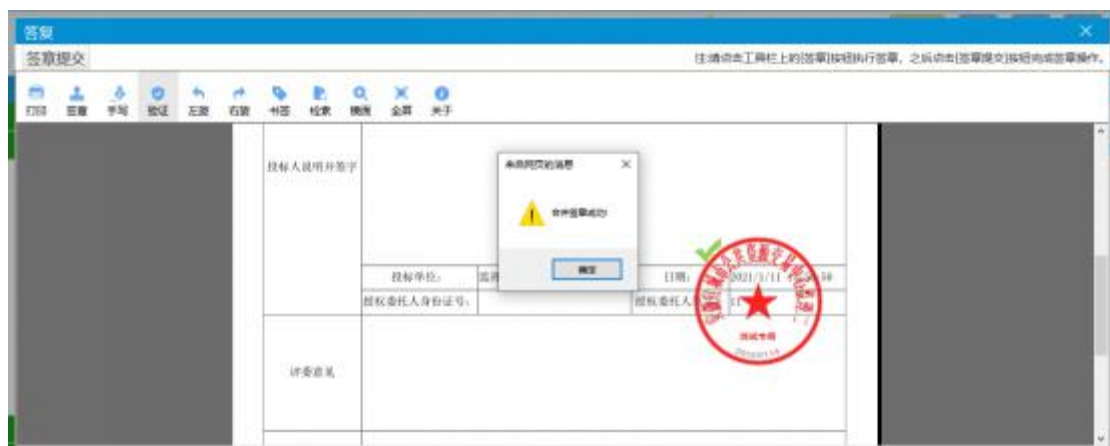 答复
签章提交
注:请点击工具栏上的[签章]按钮执行签章,之后点击[签章提交]按钮完成签章操作。
打印 签章 手写 验证 左旋 右旋 书签 检索 全屏 关于
投标人说明并签字
来自网页的消息
合并签章成功!
确定
投标单位:
日期:
2021/3/11
授权委托人身份证号:
授权委托人
测试专用
评委意见